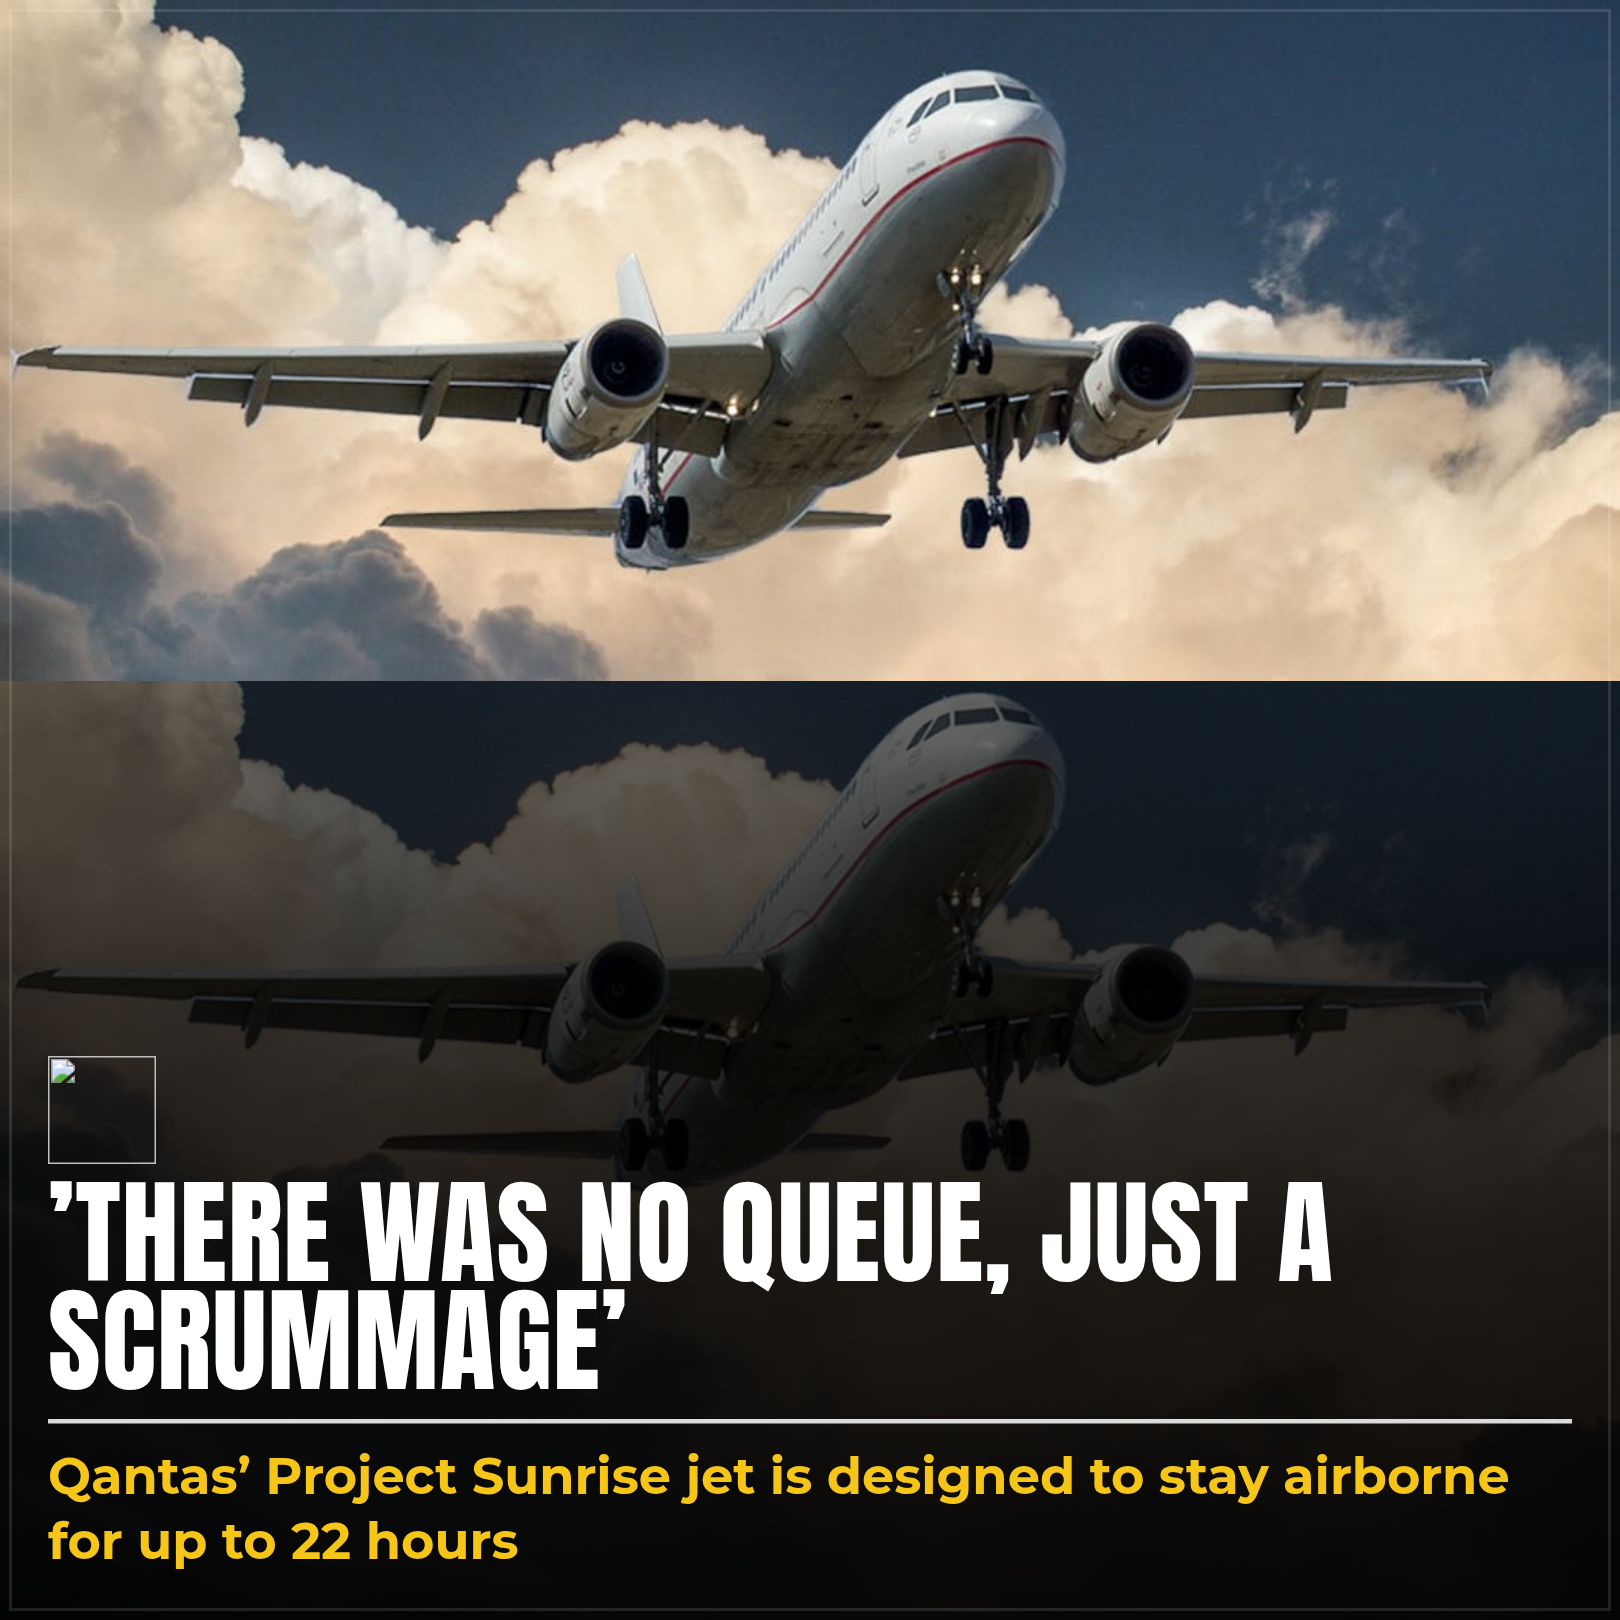 ’THERE WAS NO QUEUE, JUST A
SCRUMMAGE’
Qantas’ Project Sunrise jet is designed to stay airborne
for up to 22 hours